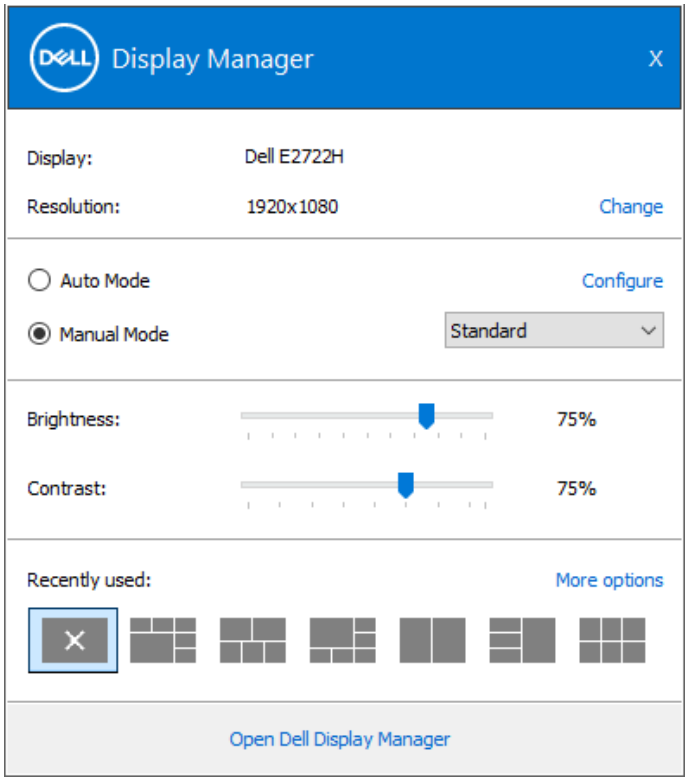 DELL Display Manager X
Display: Dell E2722H
Resolution: 1920x1080 Change
Auto Mode Configure
Manual Mode Standard
Brightness: 75%
Contrast: 75%
Recently used: More options
Open Dell Display Manager